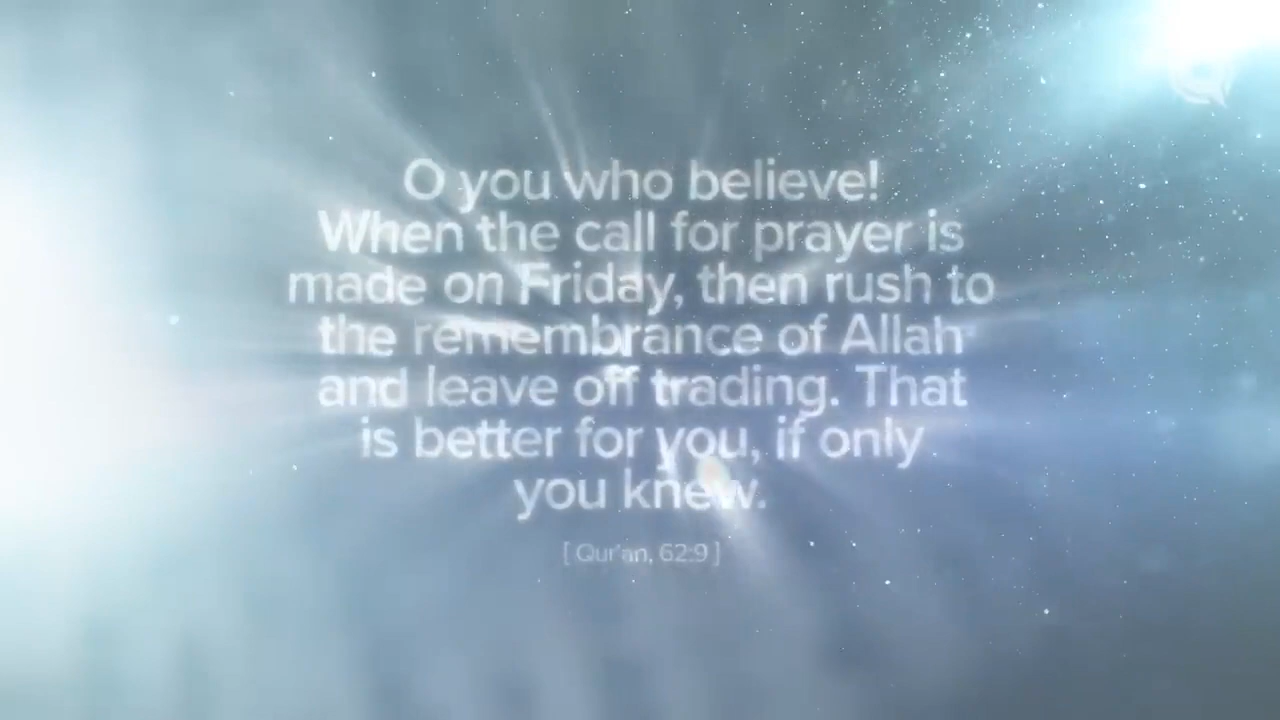 O you who believe!
When the call for prayer is
made on Friday, then rush to
the remembrance of Allah
and leave off trading. That
is better for you, if only
you knew.
[ Qur'an, 62:9 ]